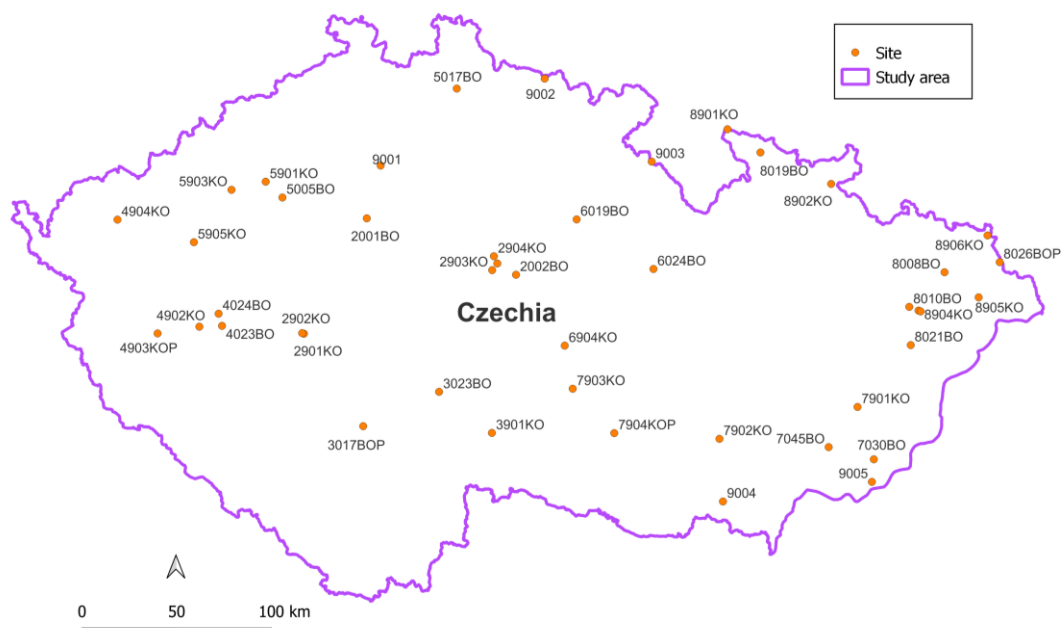 Site
Study area
5017BO
9002
8901KO
9003
8019BO
9001
5901KO
5903KO
5005BO
8902KO
4904KO
2001BO
6019BO
5905KO
8906KO
2904KO
2903KO
2002BO
6024BO
8008BO
8026BOP
4024BO
4902KO
4023BO
2902KO
2901KO
4903KOP
Czechia
8010BO
8904KO
8905KO
6904KO
8021BO
7903KO
3023BO
7901KO
3901KO
7904KOP
7902KO
7045BO
3017BOP
7030BO
9005
9004
0 50 100 km